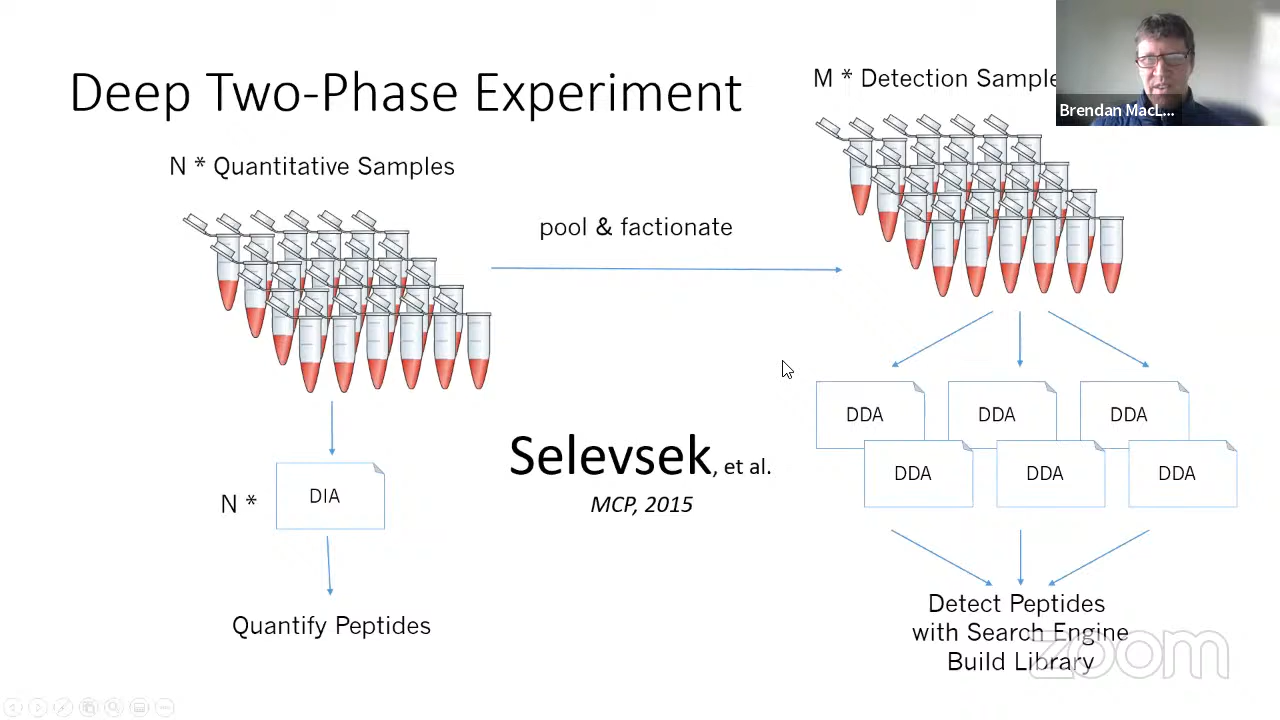 Deep Two-Phase Experiment
M * Detection Sample
Brendan MacL...
N * Quantitative Samples
pool & factionate
Selevsek, et al.
MCP, 2015
DDA
DDA
DDA
DDA
DDA
DDA
N *
DIA
Quantify Peptides
Detect Peptides
with Search Engine
Build Library
zoom